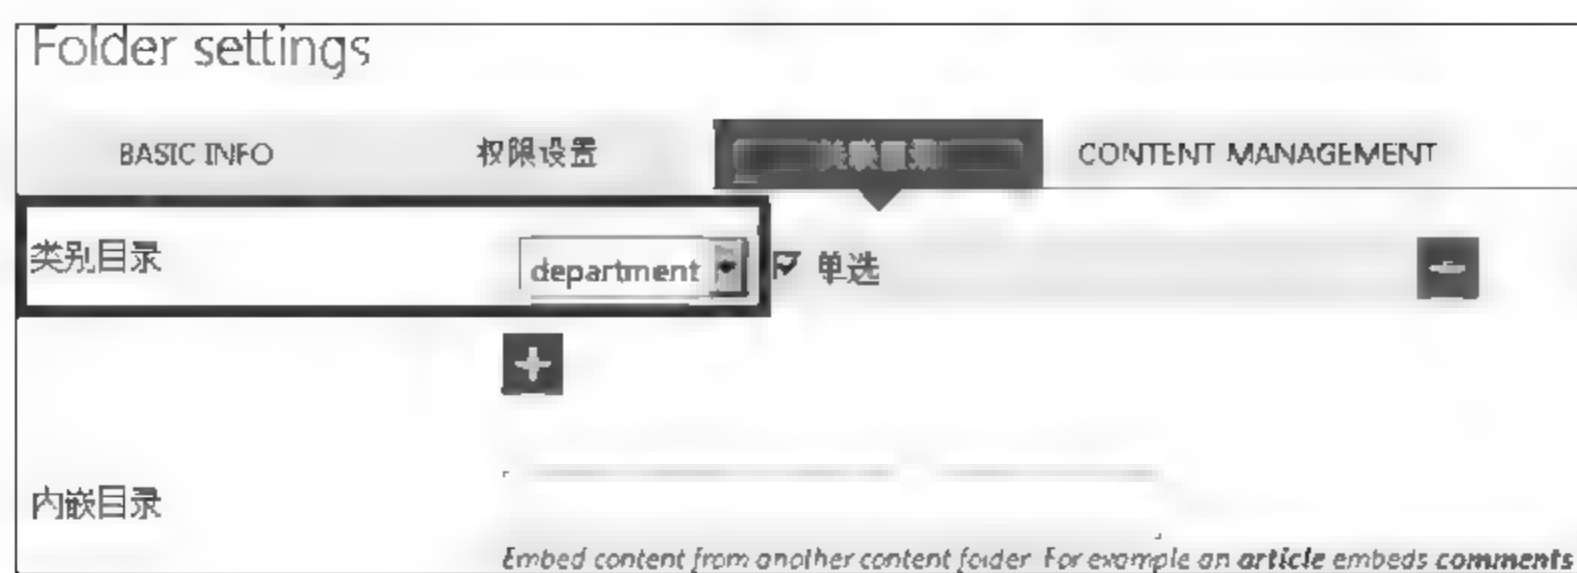 Folder settings
BASIC INFO 权限设置 CONTENT MANAGEMENT
类别目录 department 单选
内嵌目录
Embed content from another content folder For example an article embeds comments